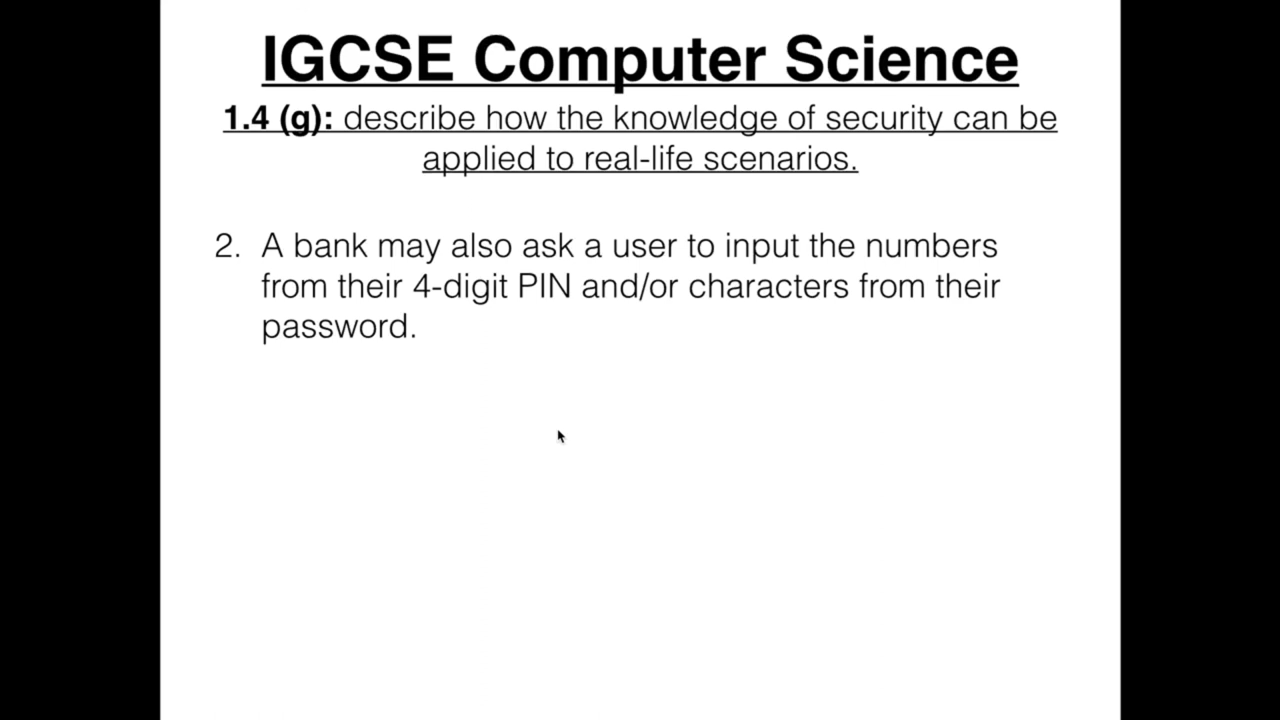 IGCSE Computer Science
1.4 (g): describe how the knowledge of security can be
applied to real-life scenarios.
2. A bank may also ask a user to input the numbers
from their 4-digit PIN and/or characters from their
password.